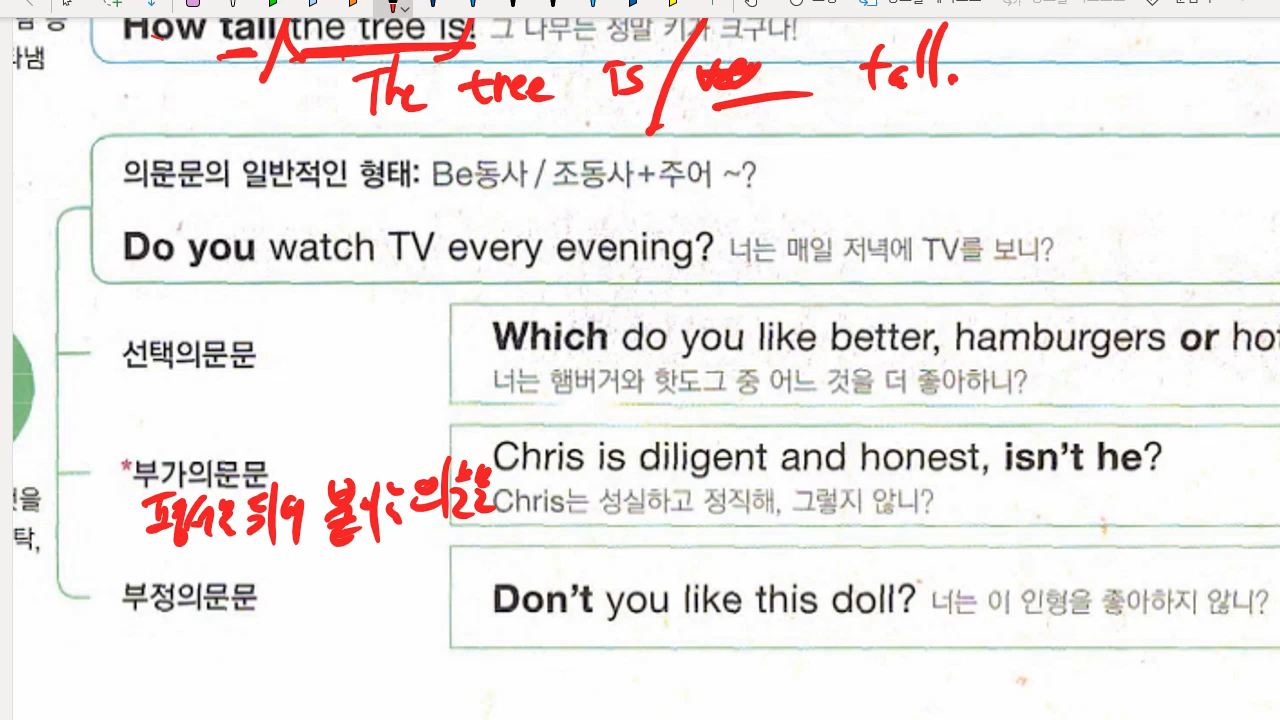 How tall the tree is! 그 나무는 정말 키가 크구나!
The tree is very tall.
타냄
의문문의 일반적인 형태: Be동사 / 조동사+주어 ~?
Do you watch TV every evening? 너는 매일 저녁에 TV를 보니?
선택의문문
Which do you like better, hamburgers or
너는 햄버거와 핫도그 중 어느 것을 더 좋아하니?
*부가의문문
Chris is diligent and honest, isn't he?
Chris는 성실하고 정직해, 그렇지 않니?
뒤에 붙이는 의문문
것을
탁,
부정의문문
Don't you like this doll? 너는 이 인형을 좋아하지 않니?